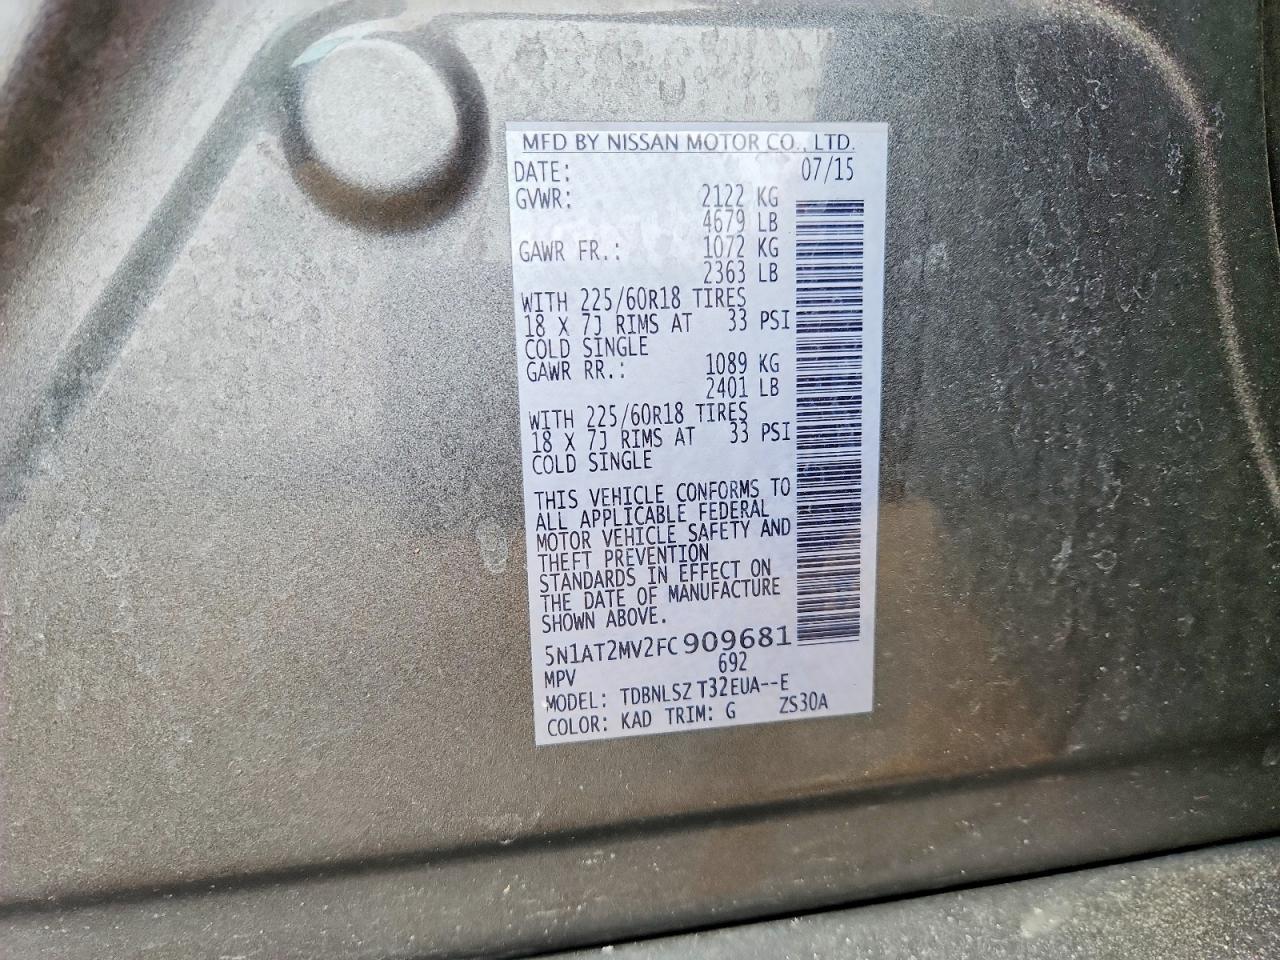 MFD BY NISSAN MOTOR CO., LTD.
DATE: 07/15
GVWR: 2122 KG
4679 LB
GAWR FR.: 1072 KG
2363 LB
WITH 225/60R18 TIRES
18 X 7J RIMS AT 33 PSI
COLD SINGLE
GAWR RR.: 1089 KG
2401 LB
WITH 225/60R18 TIRES
18 X 7J RIMS AT 33 PSI
COLD SINGLE
THIS VEHICLE CONFORMS TO
ALL APPLICABLE FEDERAL
MOTOR VEHICLE SAFETY AND
THEFT PREVENTION
STANDARDS IN EFFECT ON
THE DATE OF MANUFACTURE
SHOWN ABOVE.
5N1AT2MV2FC909681
MPV 692
MODEL: TDBNLSZ T32EUA--E
COLOR: KAD TRIM: G ZS30A